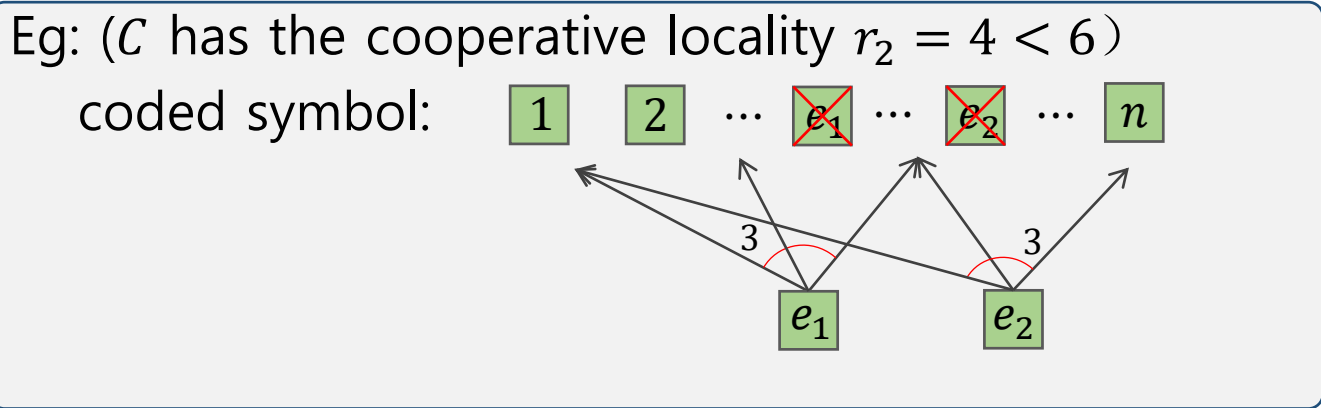 Eg: (C has the cooperative locality r₂ = 4 < 6）
coded symbol: 1 2 ⋯ e₁ ⋯ e₂ ⋯ n
3 3
e₁ e₂